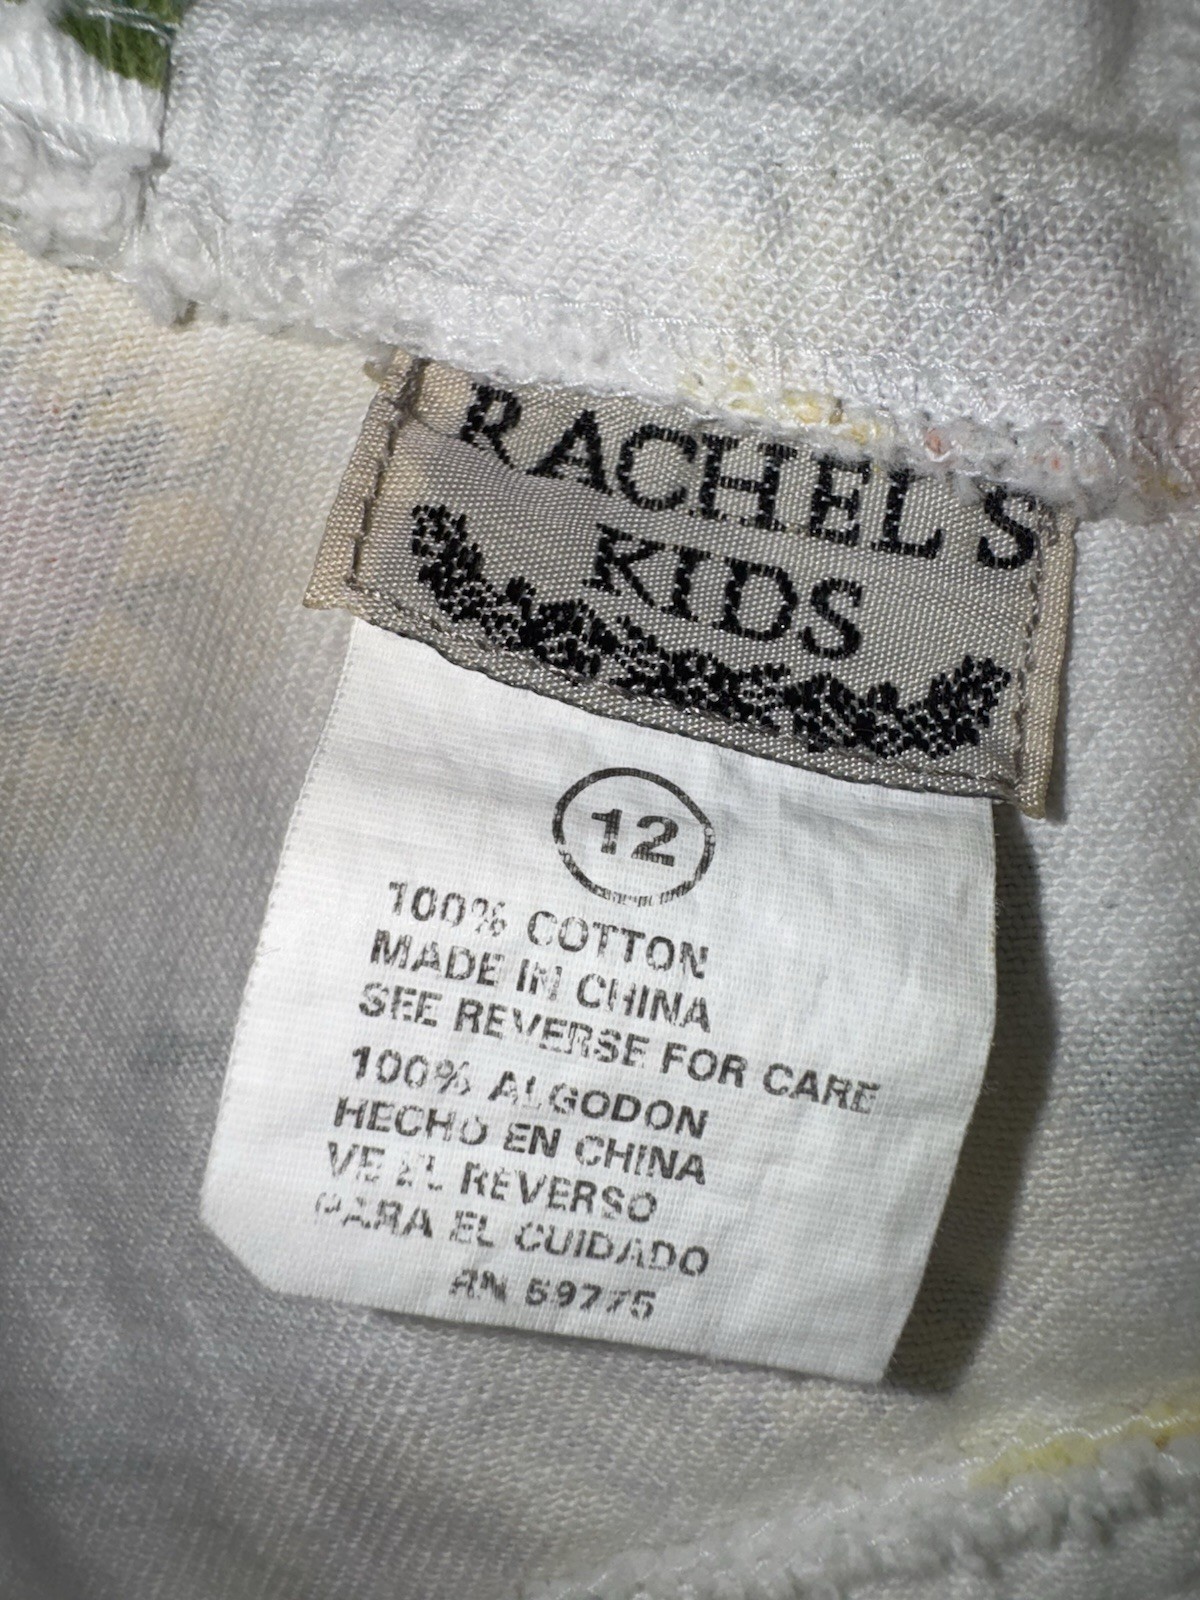 RACHEL'S
KIDS
12
100% COTTON
MADE IN CHINA
SEE REVERSE FOR CARE
100% ALGODON
HECHO EN CHINA
VE EL REVERSO
PARA EL CUIDADO
RN 59775